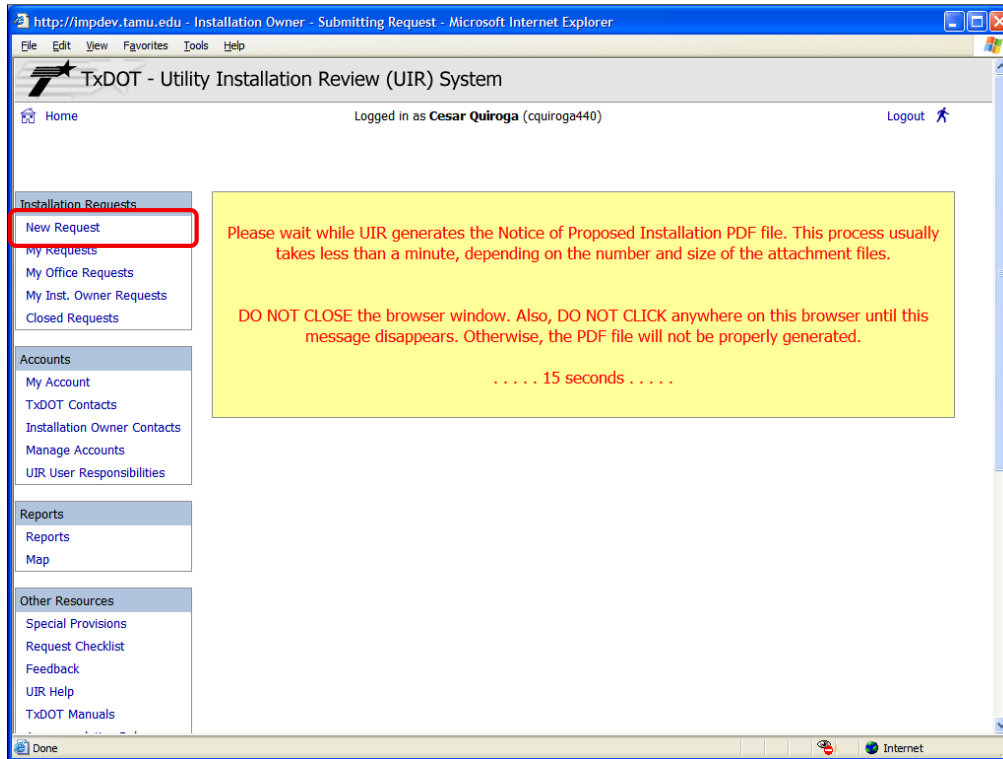 http://impdev.tamu.edu - Installation Owner - Submitting Request - Microsoft Internet Explorer
File Edit View Favorites Tools Help
TxDOT - Utility Installation Review (UIR) System
Home Logged in as Cesar Quiroga (cquiroga440) Logout
Installation Requests
New Request
My Requests
My Office Requests
My Inst. Owner Requests
Closed Requests
Accounts
My Account
TxDOT Contacts
Installation Owner Contacts
Manage Accounts
UIR User Responsibilities
Reports
Reports
Map
Other Resources
Special Provisions
Request Checklist
Feedback
UIR Help
TxDOT Manuals
Please wait while UIR generates the Notice of Proposed Installation PDF file. This process usually
takes less than a minute, depending on the number and size of the attachment files.
DO NOT CLOSE the browser window. Also, DO NOT CLICK anywhere on this browser until this
message disappears. Otherwise, the PDF file will not be properly generated.
. . . . . 15 seconds . . . . .
Done Internet